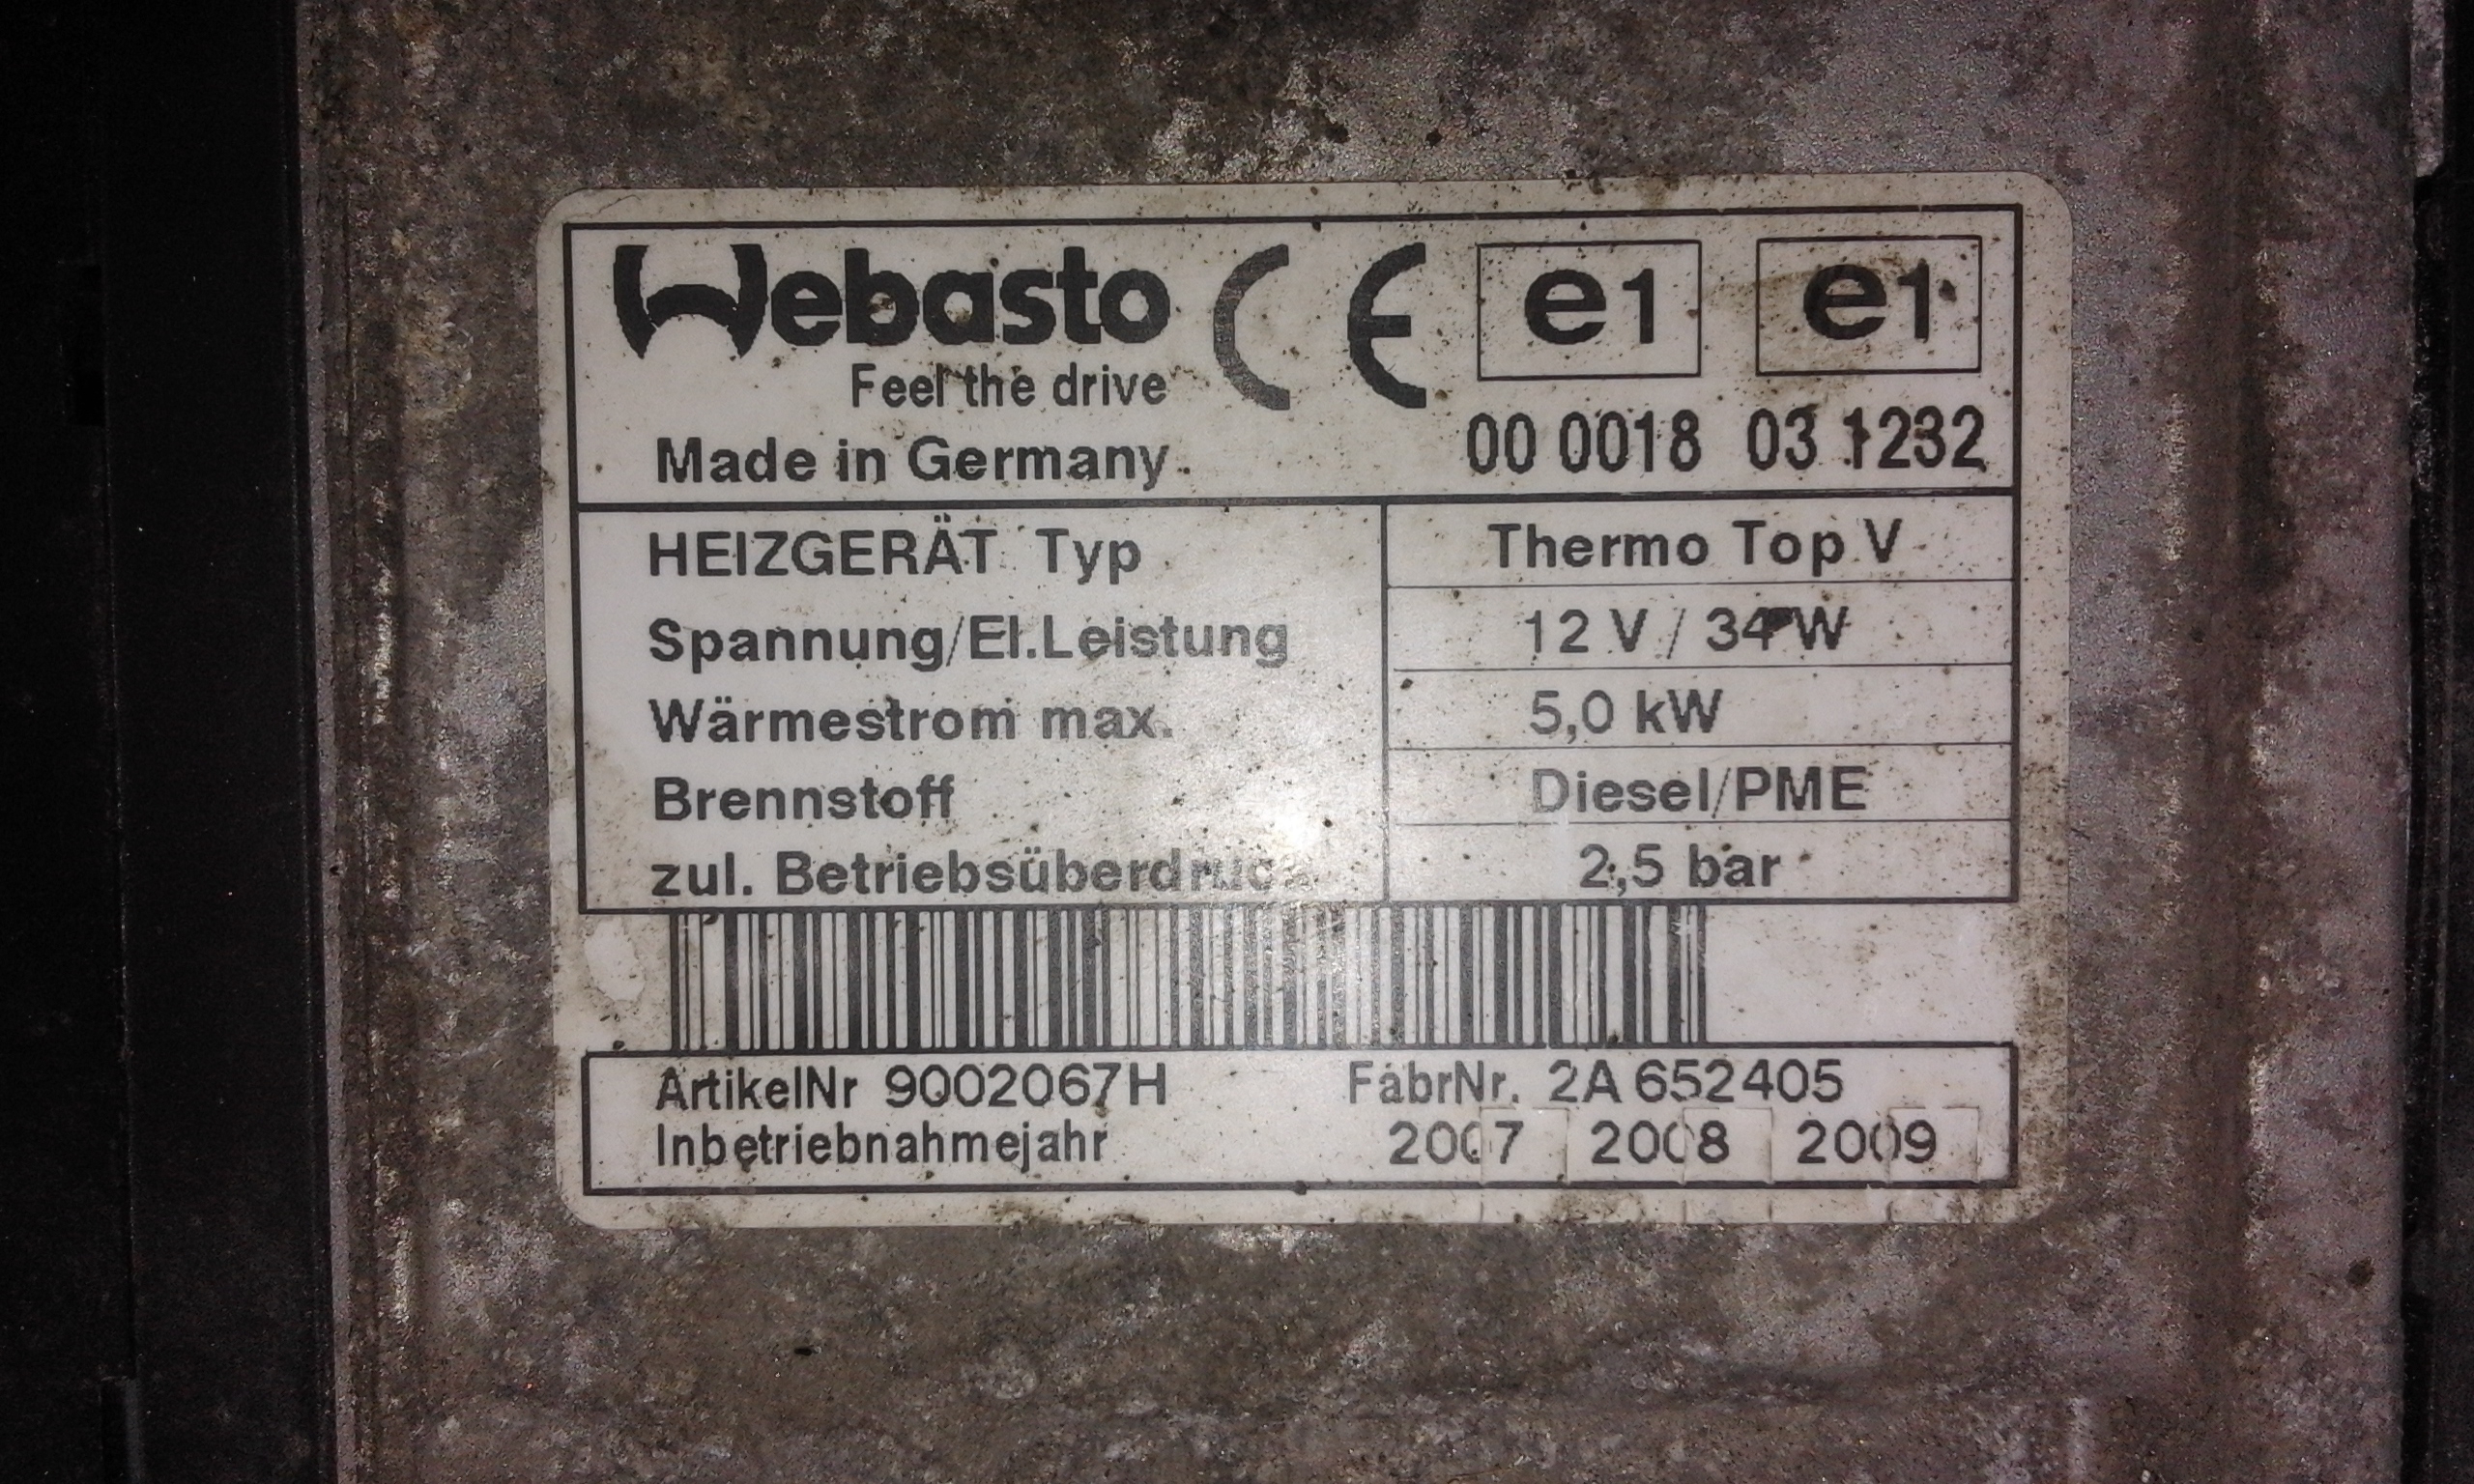 Webasto CE e1 e1
Feel the drive
Made in Germany 00 0018 03 1232
HEIZGERÄT Typ Thermo Top V
Spannung/El.Leistung 12 V / 34 W
Wärmestrom max. 5,0 kW
Brennstoff Diesel/PME
zul. Betriebsüberdruck 2,5 bar
ArtikelNr 9002067H FabrNr. 2A 652405
Inbetriebnahmejahr 2007 2008 2009